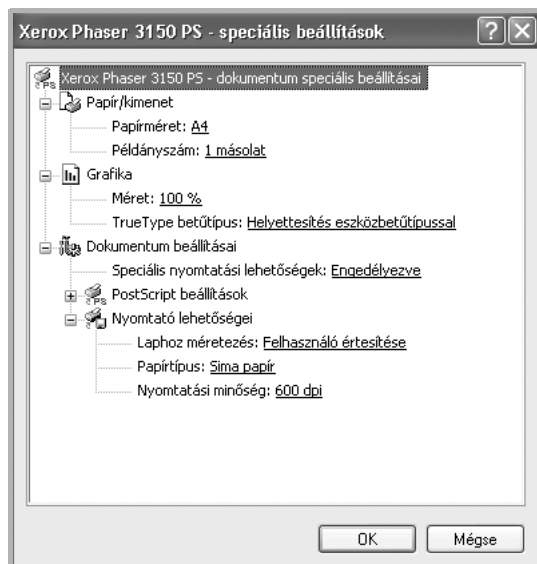 Xerox Phaser 3150 PS - speciális beállítások
Xerox Phaser 3150 PS - dokumentum speciális beállításai
Papír/kimenet
Papírméret: A4
Példányszám: 1 másolat
Grafika
Méret: 100 %
TrueType betűtípus: Helyettesítés eszközbetűtípussal
Dokumentum beállításai
Speciális nyomtatási lehetőségek: Engedélyezve
PostScript beállítások
Nyomtató lehetőségei
Laphoz méretezés: Felhasználó értesítése
Papírtípus: Sima papír
Nyomtatási minőség: 600 dpi
OK Mégse